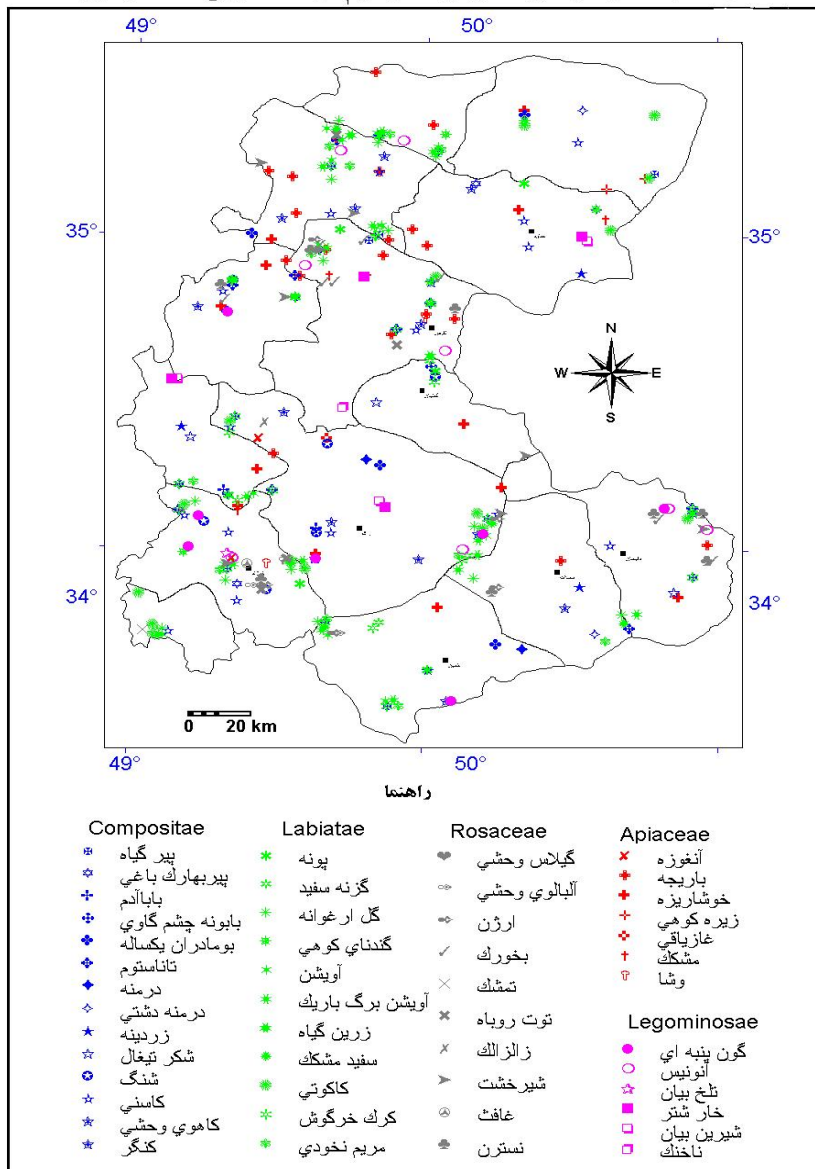 49° 50°
35° 35°
N
W E
S
34° 34°
0 20 km
49° 50°
راهنما
Compositae
پير گياه
پيربهارك باغي
باباآدم
بابونه چشم گاوي
بومادران يكساله
تاناستوم
درمنه
درمنه دشتي
زردينه
شكر تيغال
شنگ
كاسني
كاهوي وحشي
كنگر
Labiatae
پونه
گزنه سفيد
گل ارغوانه
گندناي كوهي
آويشن
آويشن برگ باريك
زرين گياه
سفيد مشكك
كاكوتي
كرك خرگوش
مريم نخودي
Rosaceae
گيلاس وحشي
آلبالوي وحشي
ارژن
بخورك
تمشك
توت روباه
زالزالك
شيرخشت
غافث
نسترن
Apiaceae
آنغوزه
باريجه
خوشاريزه
زيره كوهي
غازياقي
مشكك
وشا
Legominosae
گون پنبه اي
آنونيس
تلخ بيان
خار شتر
شيرين بيان
ناخنك